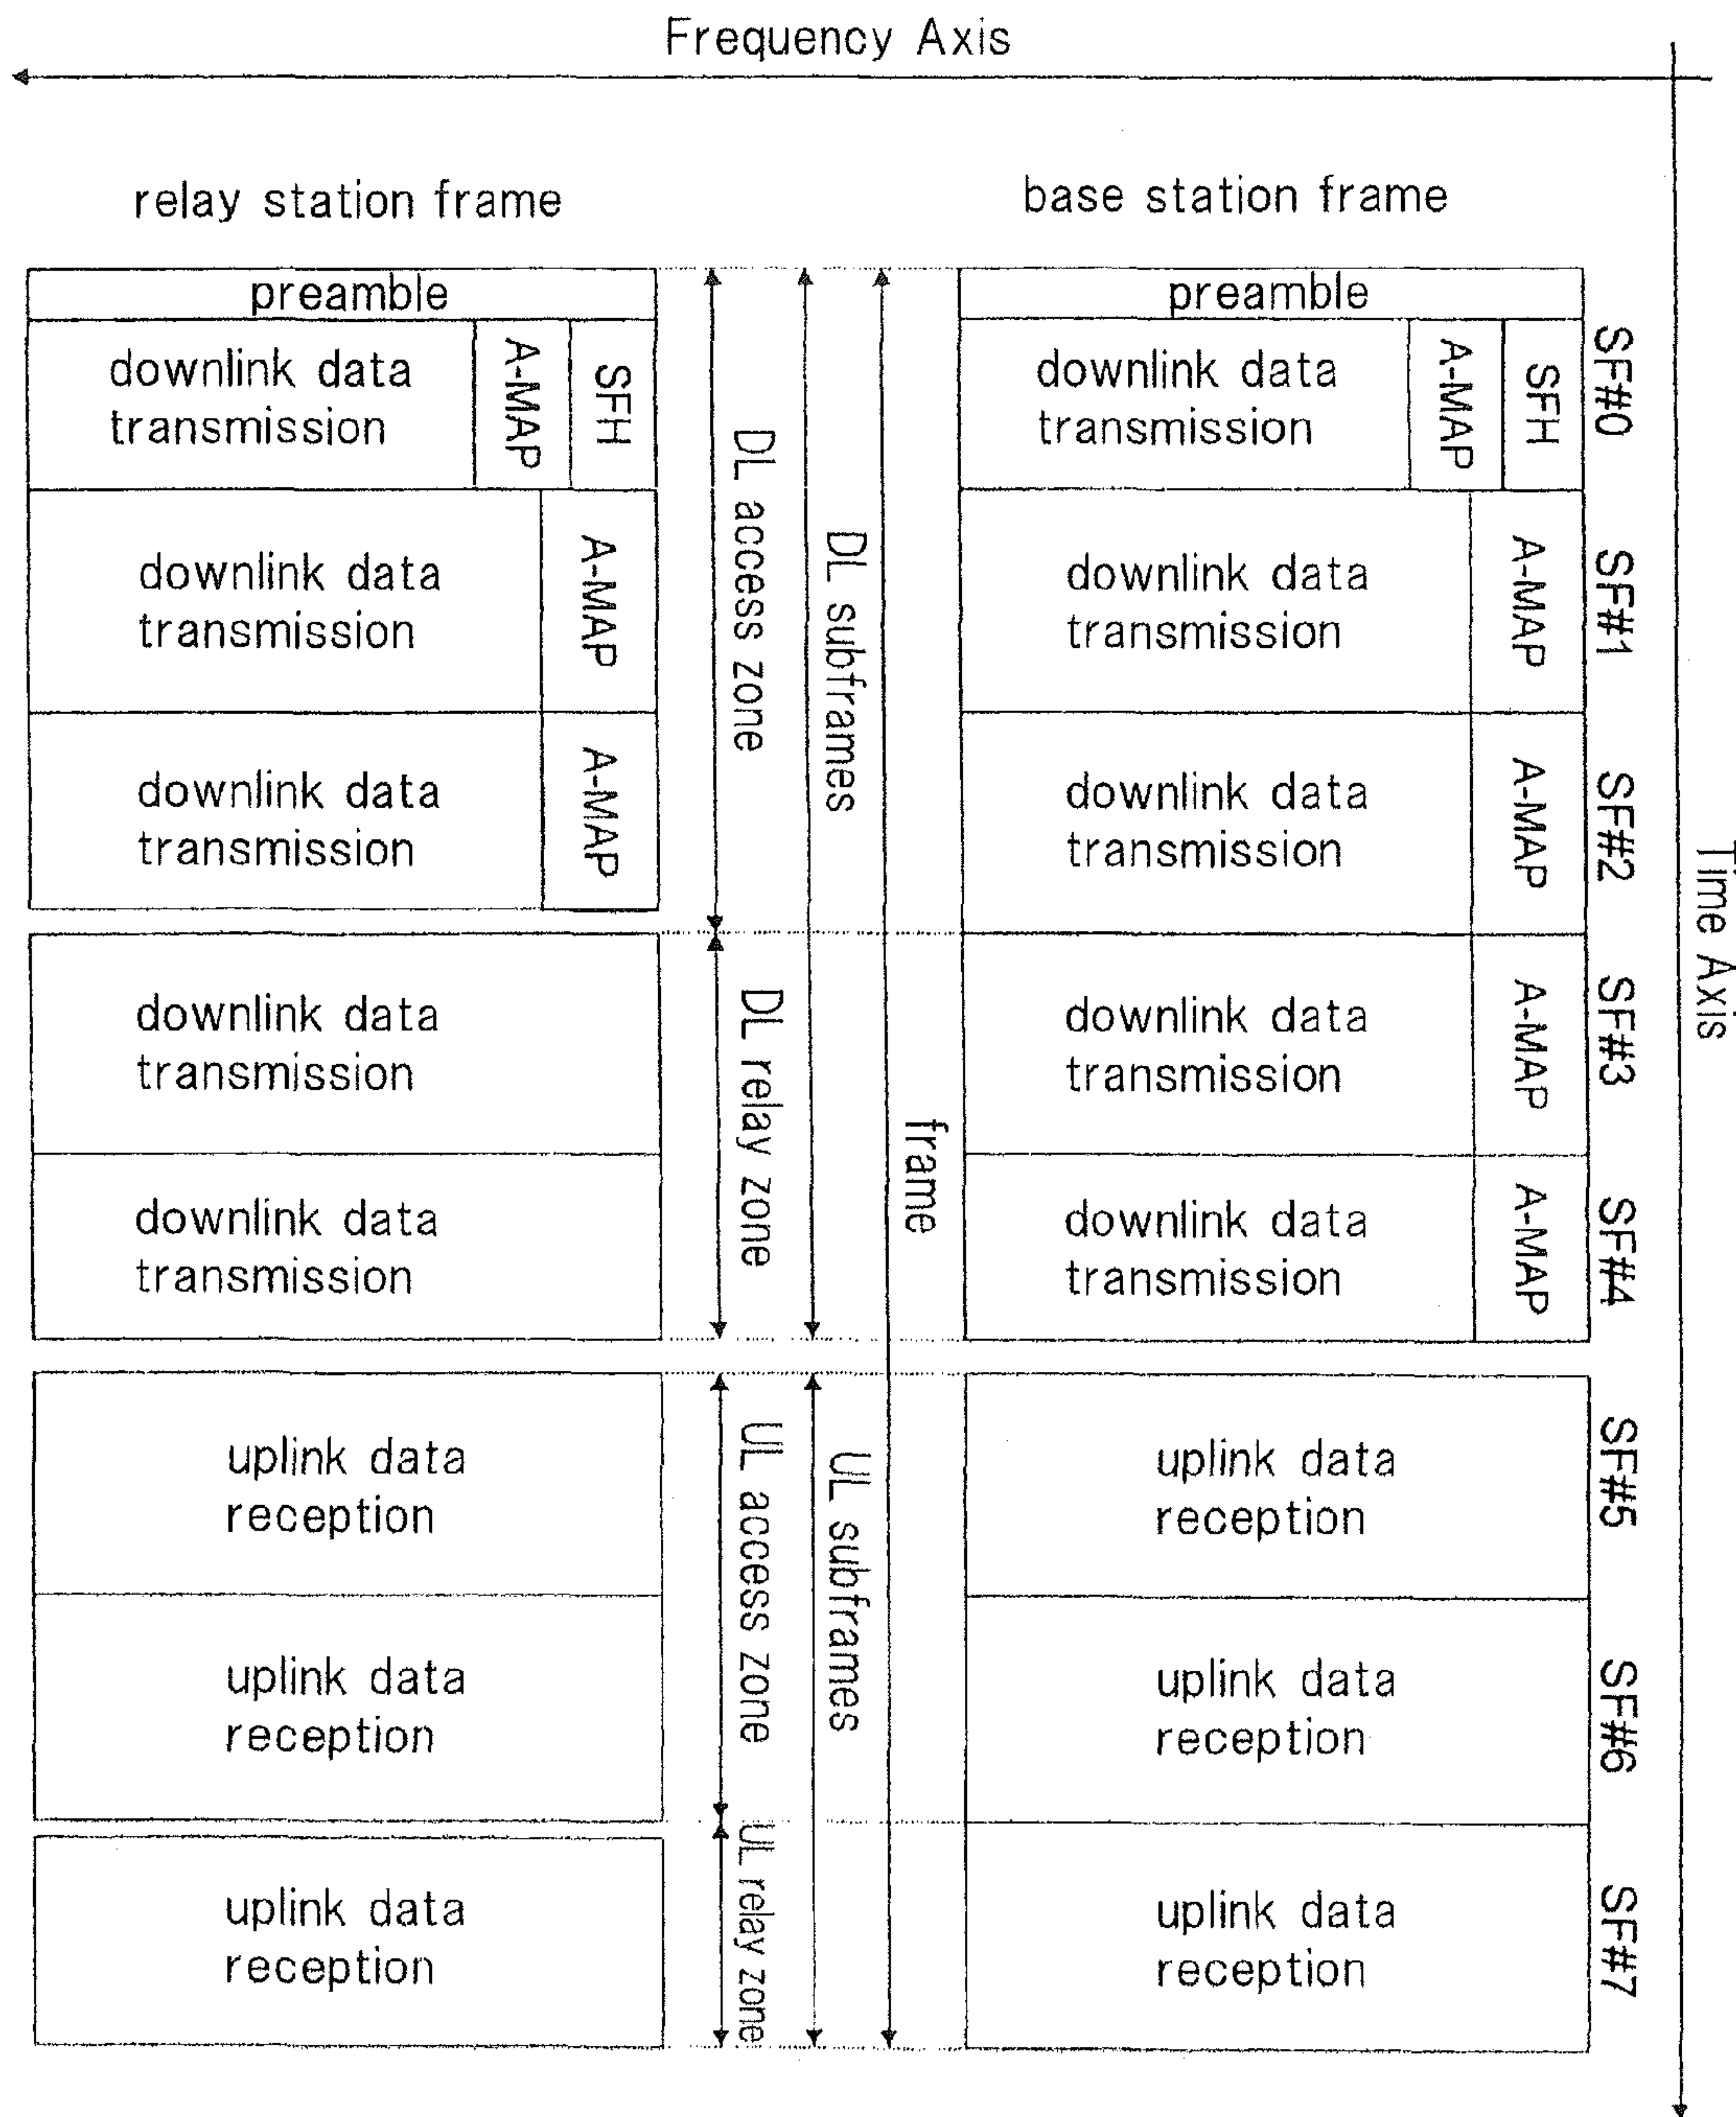 Frequency Axis
relay station frame
base station frame
preamble
preamble
downlink data
transmission
A-MAP
SFH
downlink data
transmission
A-MAP
SFH
SF#0
downlink data
transmission
A-MAP
downlink data
transmission
A-MAP
SF#1
downlink data
transmission
A-MAP
downlink data
transmission
A-MAP
SF#2
DL access zone
DL subframes
Time Axis
downlink data
transmission
downlink data
transmission
A-MAP
SF#3
downlink data
transmission
downlink data
transmission
A-MAP
SF#4
DL relay zone
frame
uplink data
reception
uplink data
reception
SF#5
uplink data
reception
uplink data
reception
SF#6
UL access zone
UL subframes
uplink data
reception
UL relay zone
uplink data
reception
SF#7